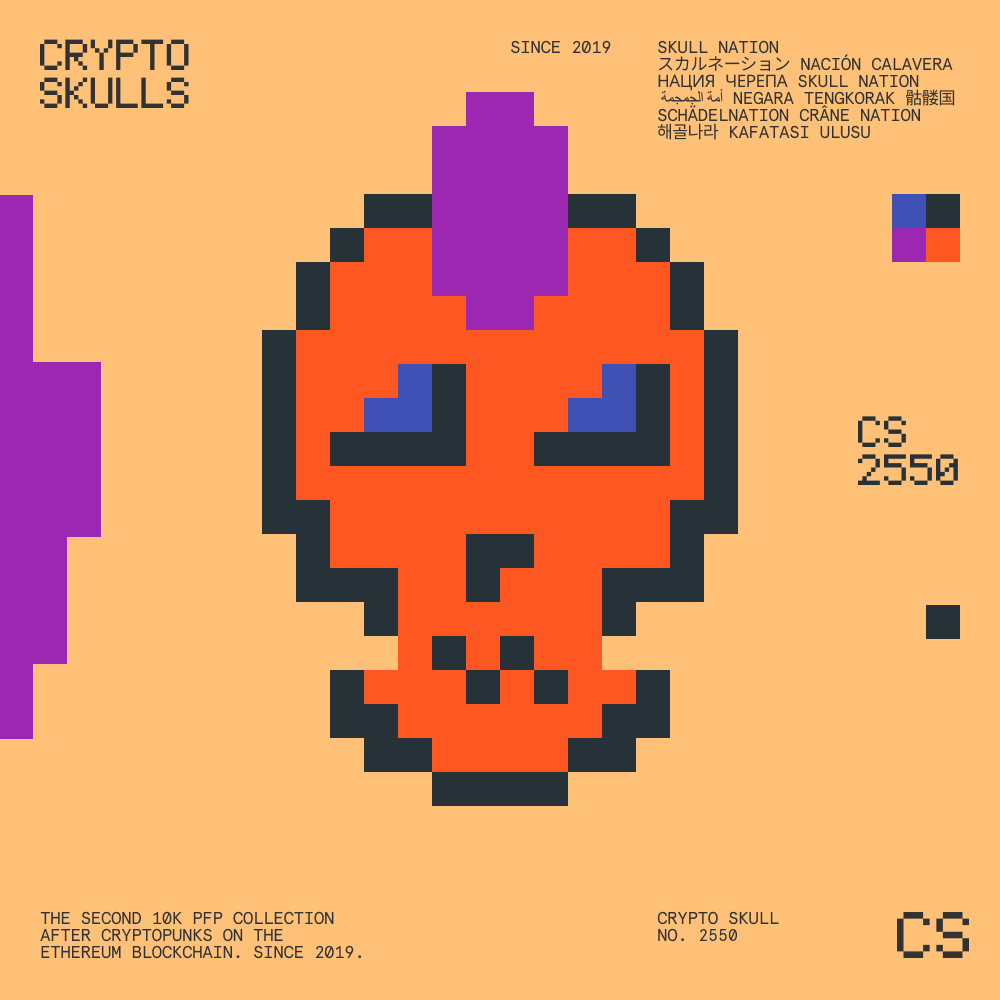 CRYPTO
SKULLS
SINCE 2019
SKULL NATION
スカルネーション NACIÓN CALAVERA
НАЦИЯ ЧЕРЕПА SKULL NATION
أمة الجمجمة NEGARA TENGKORAK 骷髅国
SCHÄDELNATION CRÂNE NATION
해골나라 KAFATASI ULUSU
CS
2550
THE SECOND 10K PFP COLLECTION
AFTER CRYPTOPUNKS ON THE
ETHEREUM BLOCKCHAIN. SINCE 2019.
CRYPTO SKULL
NO. 2550
CS